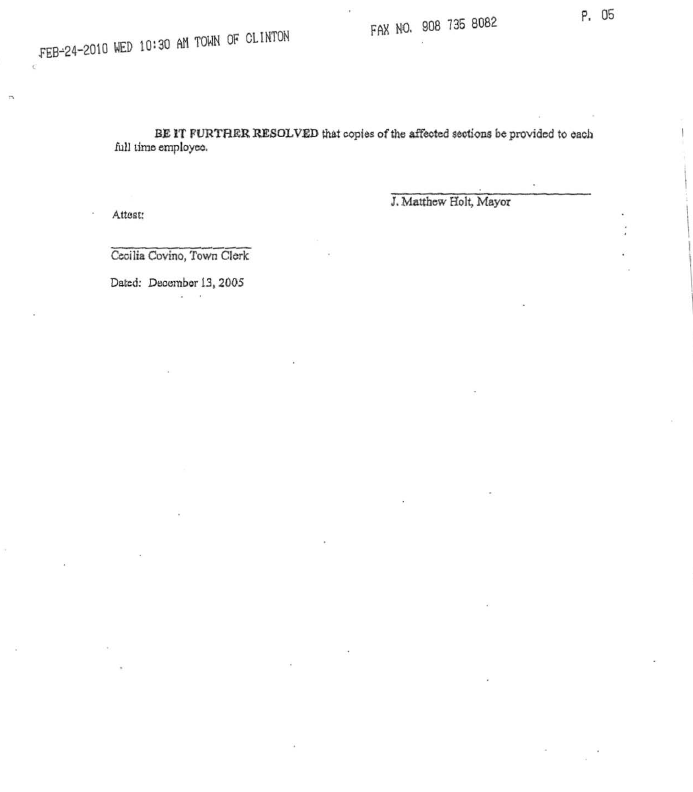 FEB-24-2010 WED 10:30 AM TOWN OF CLINTON FAX NO. 908 735 8082 P. 05
BE IT FURTHER RESOLVED that copies of the affected sections be provided to each
full time employee.
J. Matthew Holt, Mayor
Attest:
Cecilia Covino, Town Clerk
Dated: December 13, 2005